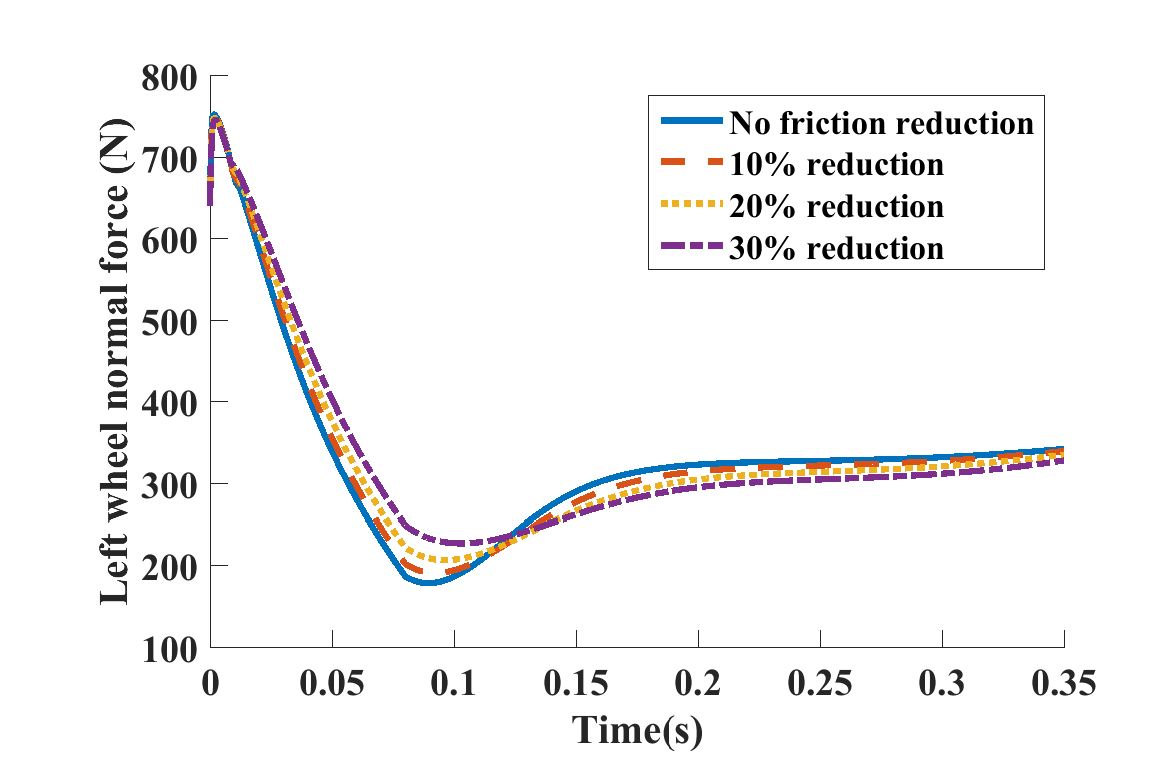 800
700
600
500
400
300
200
100
Left wheel normal force (N)
No friction reduction
10% reduction
20% reduction
30% reduction
0 0.05 0.1 0.15 0.2 0.25 0.3 0.35
Time(s)